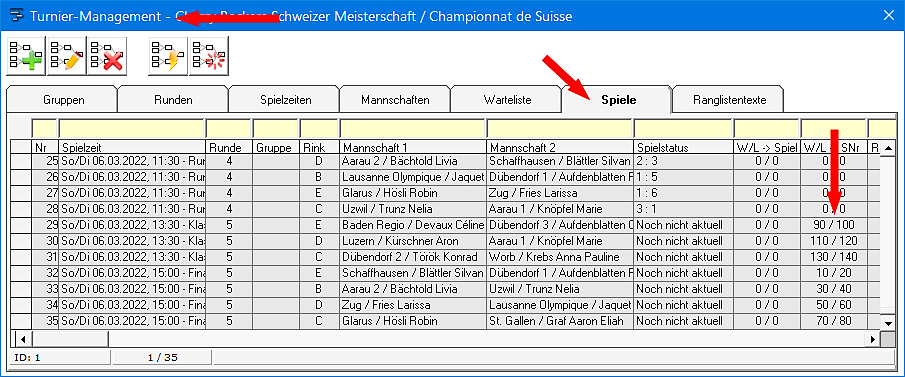 Turnier-Management - Cherry Rockers Schweizer Meisterschaft / Championnat de Suisse
Gruppen Runden Spielzeiten Mannschaften Warteliste Spiele Ranglistentexte
Nr Spielzeit Runde Gruppe Rink Mannschaft 1 Mannschaft 2 Spielstatus W/L -> Spiel W/L -> SNr R
25 So/Di 06.03.2022, 11:30 - Run 4 D Aarau 2 / Bächtold Livia Schaffhausen / Blättler Silvan 2 : 3 0 / 0 0 / 0
26 So/Di 06.03.2022, 11:30 - Run 4 B Lausanne Olympique / Jaquet Dübendorf 1 / Aufdenblatten F 1 : 5 0 / 0 0 / 0
27 So/Di 06.03.2022, 11:30 - Run 4 E Glarus / Hösli Robin Zug / Fries Larissa 1 : 6 0 / 0 0 / 0
28 So/Di 06.03.2022, 11:30 - Run 4 C Uzwil / Trunz Nelia Aarau 1 / Knöpfel Marie 3 : 1 0 / 0 0 / 0
29 So/Di 06.03.2022, 13:30 - Klas 5 E Baden Regio / Devaux Céline Dübendorf 3 / Aufdenblatten Noch nicht aktuell 0 / 0 90 / 100
30 So/Di 06.03.2022, 13:30 - Klas 5 D Luzern / Kürschner Aron Aarau 1 / Knöpfel Marie Noch nicht aktuell 0 / 0 110 / 120
31 So/Di 06.03.2022, 13:30 - Klas 5 C Dübendorf 2 / Török Konrad Worb / Krebs Anna Pauline Noch nicht aktuell 0 / 0 130 / 140
32 So/Di 06.03.2022, 15:00 - Fina 5 E Schaffhausen / Blättler Silvan Dübendorf 1 / Aufdenblatten Noch nicht aktuell 0 / 0 10 / 20
33 So/Di 06.03.2022, 15:00 - Fina 5 B Aarau 2 / Bächtold Livia Uzwil / Trunz Nelia Noch nicht aktuell 0 / 0 30 / 40
34 So/Di 06.03.2022, 15:00 - Fina 5 D Zug / Fries Larissa Lausanne Olympique / Jaquet Noch nicht aktuell 0 / 0 50 / 60
35 So/Di 06.03.2022, 15:00 - Fina 5 C Glarus / Hösli Robin St. Gallen / Graf Aaron Eliah Noch nicht aktuell 0 / 0 70 / 80
ID: 1 1 / 35